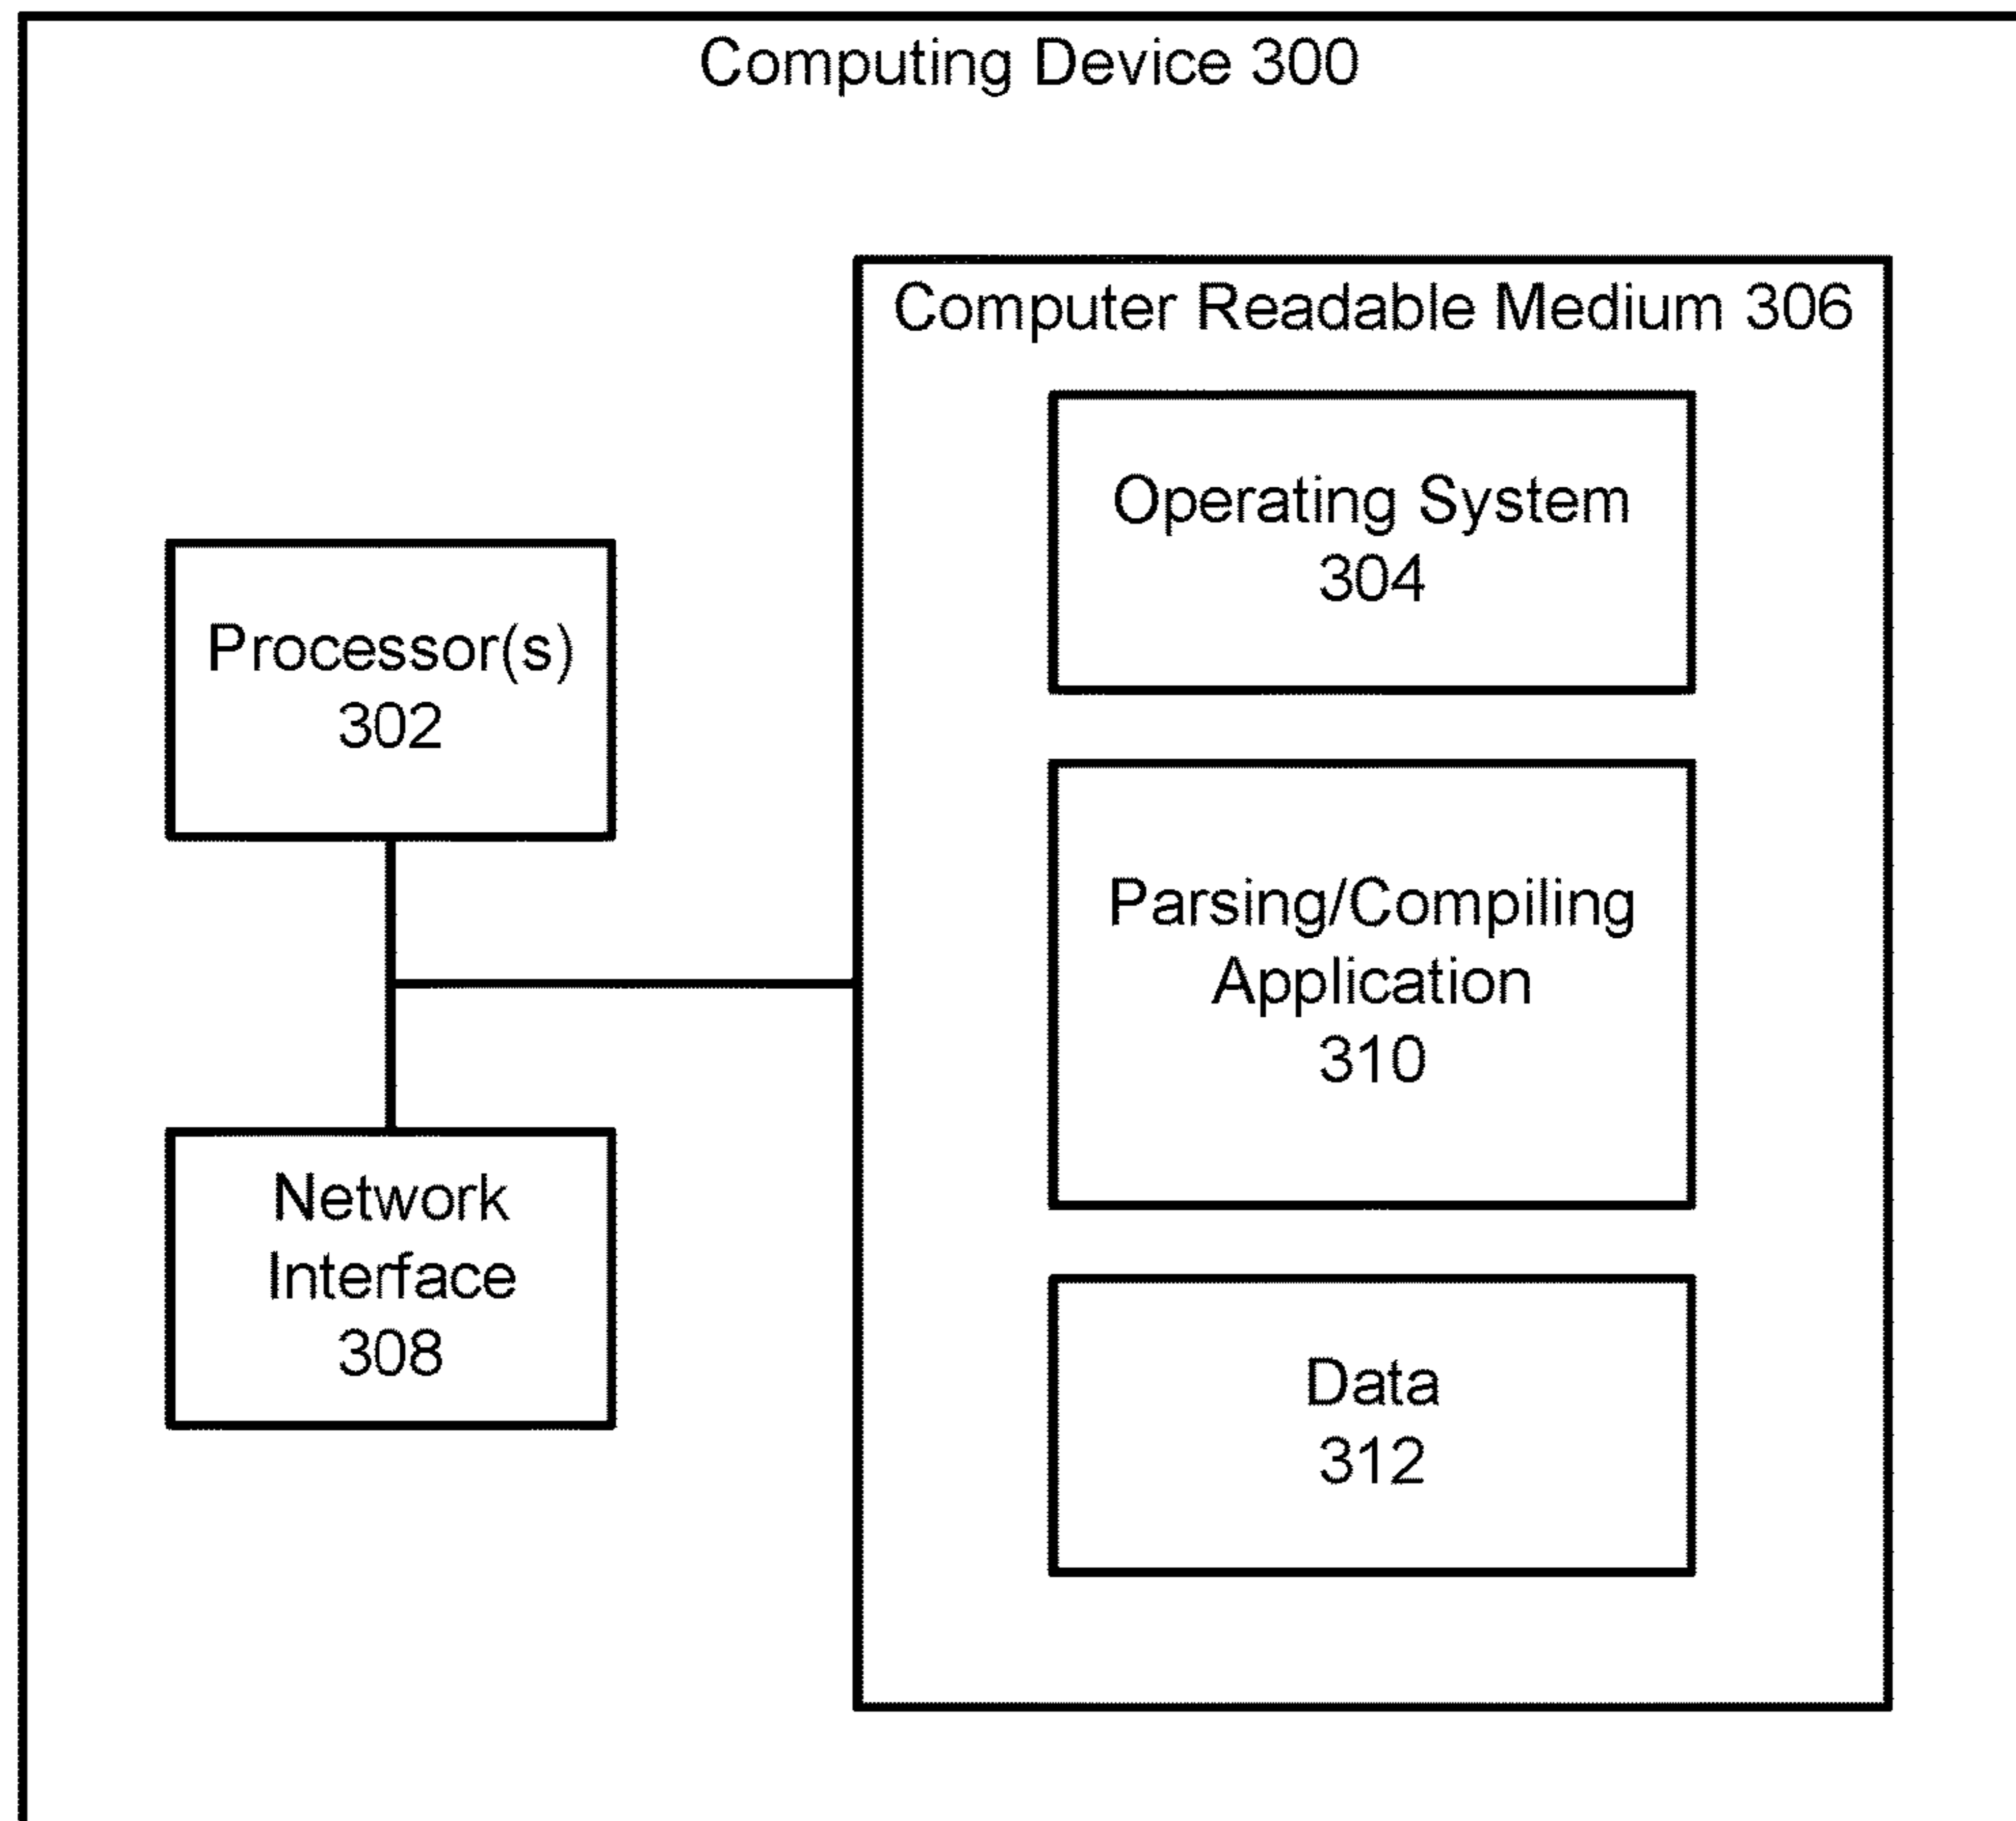 Computing Device 300
Computer Readable Medium 306
Operating System
304
Processor(s)
302
Parsing/Compiling
Application
310
Network
Interface
308
Data
312